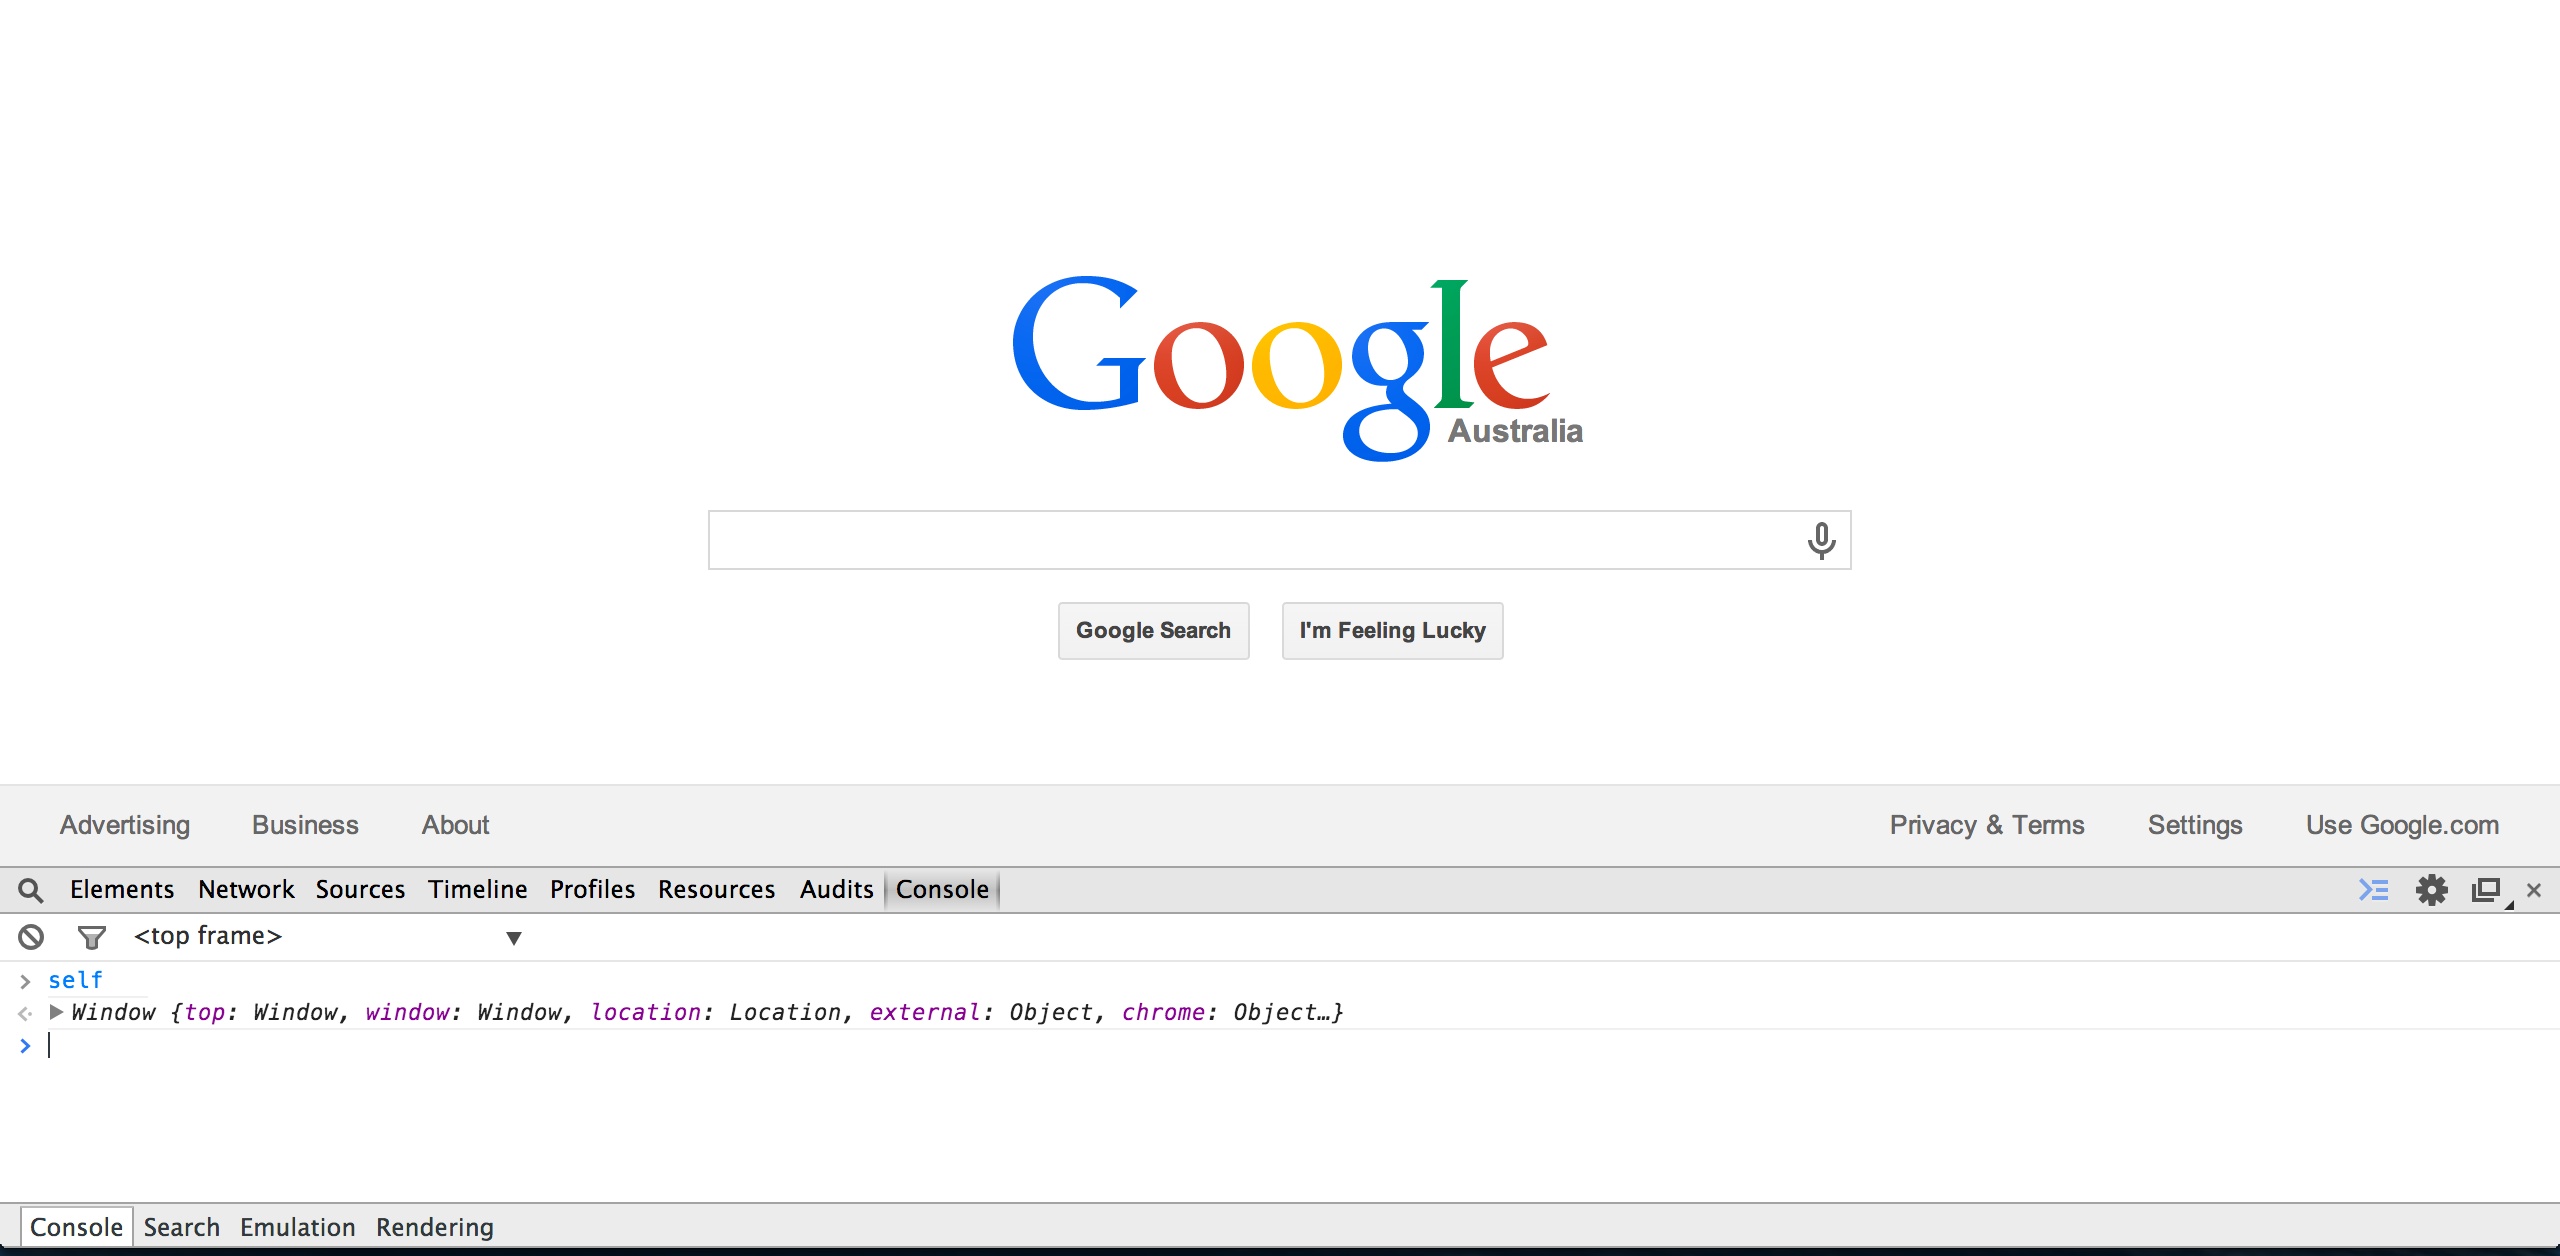 Google
Australia
Google Search I'm Feeling Lucky
Advertising Business About Privacy & Terms Settings Use Google.com
Elements Network Sources Timeline Profiles Resources Audits Console
<top frame>
self
Window {top: Window, window: Window, location: Location, external: Object, chrome: Object…}
Console Search Emulation Rendering